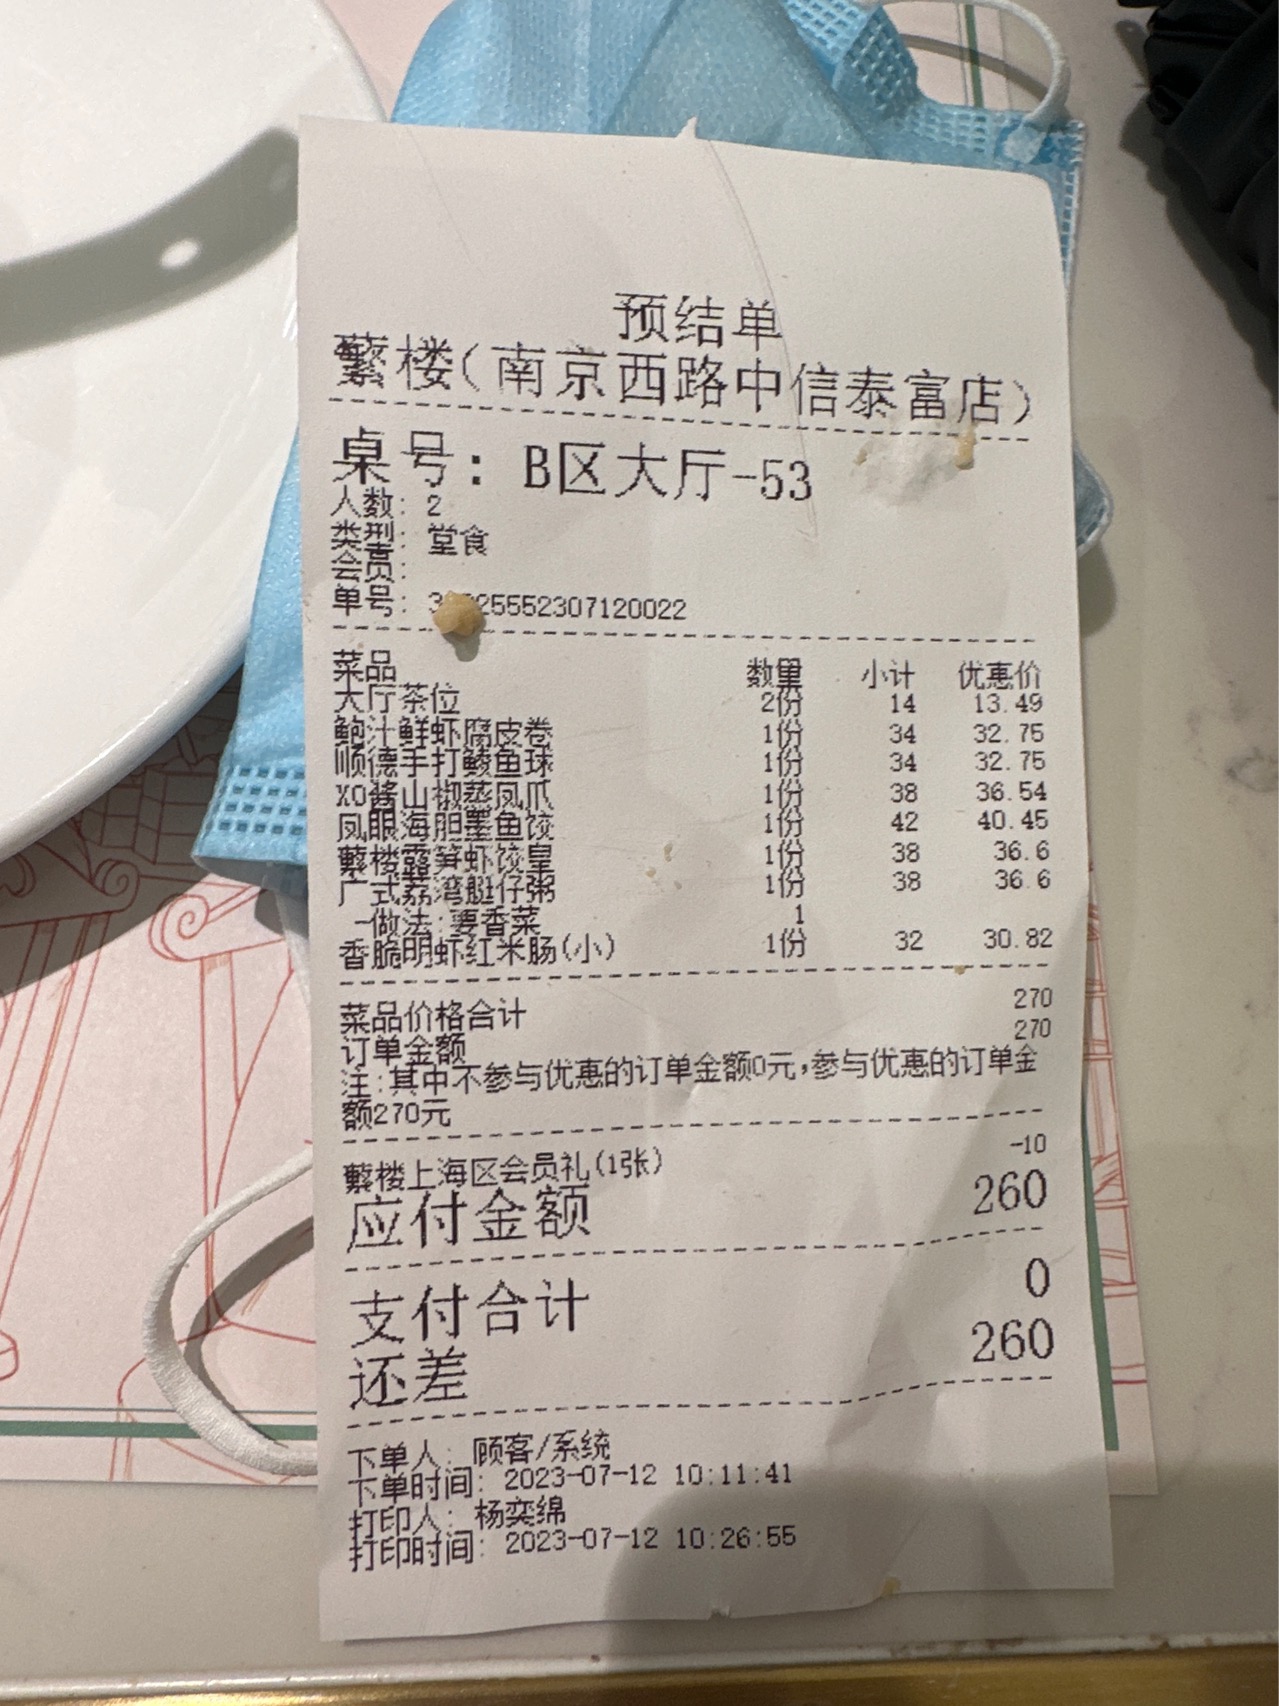 预结单
蘩楼(南京西路中信泰富店)
桌号: B区大厅-53
人数: 2
类型: 堂食
会员:
单号: 25552307120022
菜品 数量 小计 优惠价
大厅茶位 2份 14 13.49
鲍汁鲜虾腐皮卷 1份 34 32.75
顺德手打鲮鱼球 1份 34 32.75
XO酱山椒蒸凤爪 1份 38 36.54
凤眼海胆墨鱼饺 1份 42 40.45
蘩楼露笋虾饺皇 1份 38 36.6
广式荔湾艇仔粥 1份 38 36.6
-做法:要香菜 1
香脆明虾红米肠(小) 1份 32 30.82
菜品价格合计 270
订单金额 270
注:其中不参与优惠的订单金额0元,参与优惠的订单金
额270元
蘩楼上海区会员礼(1张) -10
应付金额 260
支付合计 0
还差 260
下单人: 顾客/系统
下单时间: 2023-07-12 10:11:41
打印人: 杨奕绵
打印时间: 2023-07-12 10:26:55